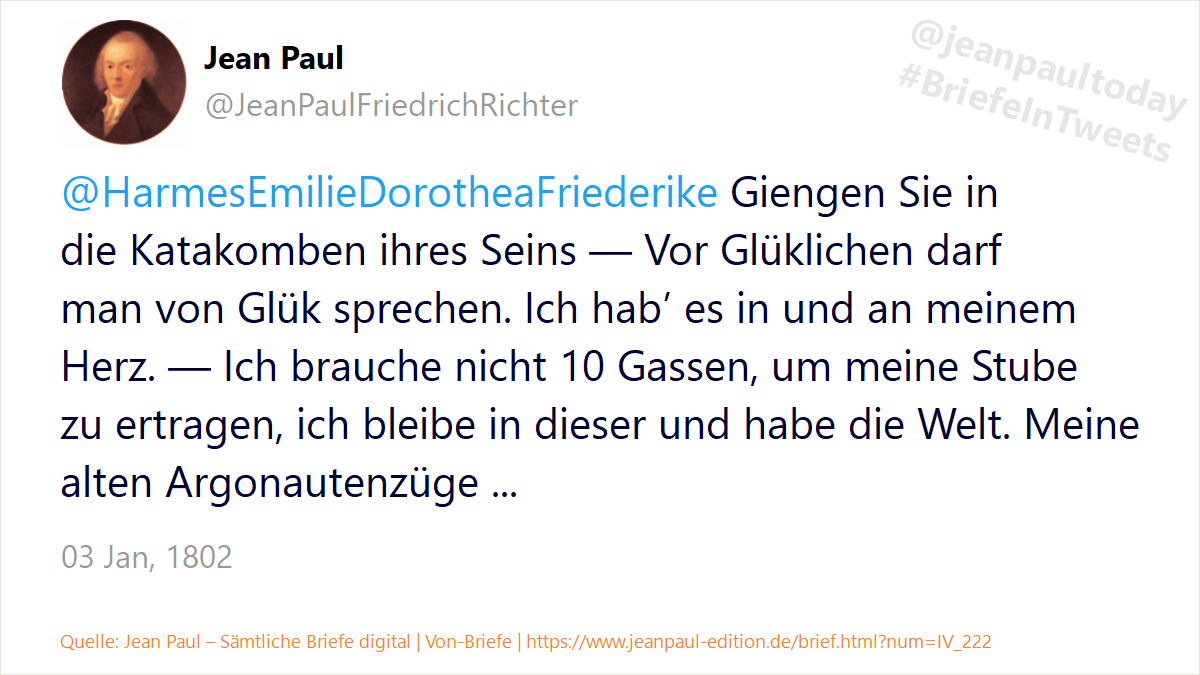 Jean Paul
@JeanPaulFriedrichRichter
@jeanpaultoday
#BriefeInTweets
@HarmesEmilieDorotheaFriederike Giengen Sie in
die Katakomben ihres Seins — Vor Glüklichen darf
man von Glük sprechen. Ich hab’ es in und an meinem
Herz. — Ich brauche nicht 10 Gassen, um meine Stube
zu ertragen, ich bleibe in dieser und habe die Welt. Meine
alten Argonautenzüge ...
03 Jan, 1802
Quelle: Jean Paul – Sämtliche Briefe digital | Von-Briefe | https://www.jeanpaul-edition.de/brief.html?num=IV_222